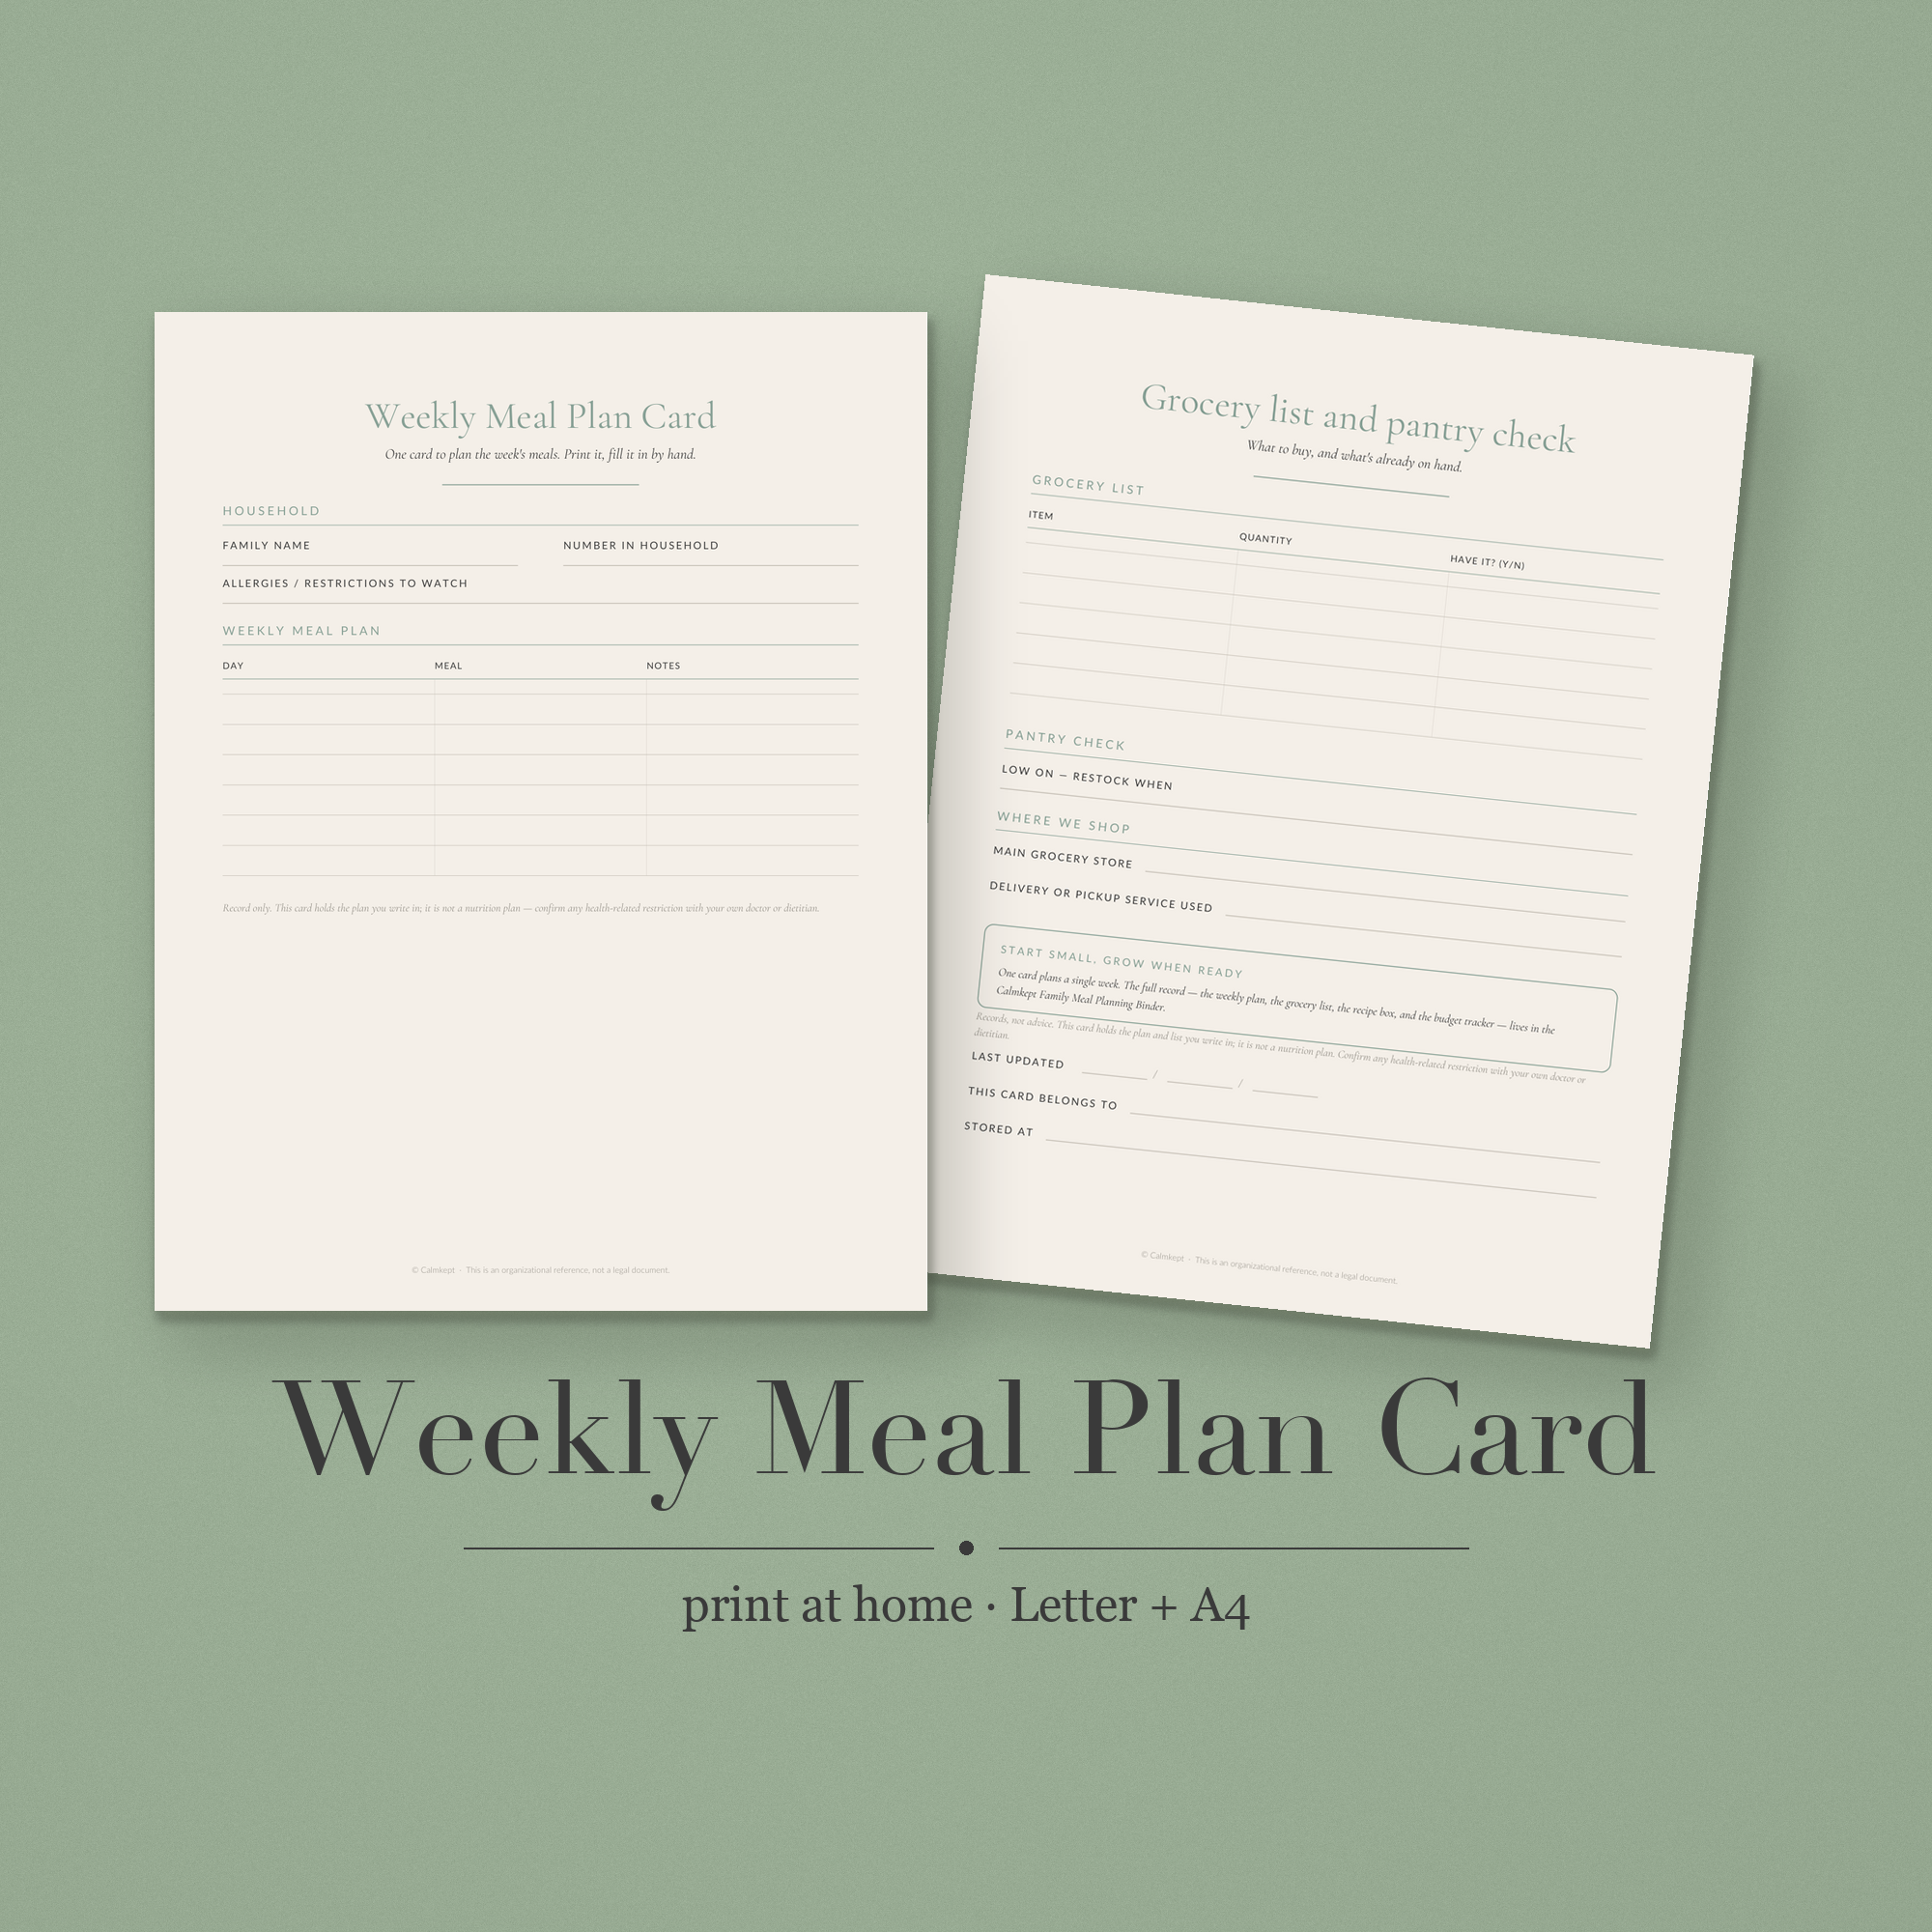 Weekly Meal Plan Card
One card to plan the week's meals. Print it, fill it in by hand.
HOUSEHOLD
FAMILY NAME
NUMBER IN HOUSEHOLD
ALLERGIES / RESTRICTIONS TO WATCH
WEEKLY MEAL PLAN
DAY MEAL NOTES
Record only. This card holds the plan you write in; it is not a nutrition plan — confirm any health-related restriction with your own doctor or dietitian.
© Calmkept · This is an organizational reference, not a legal document.
Grocery list and pantry check
What to buy, and what's already on hand.
GROCERY LIST
ITEM QUANTITY HAVE IT? (Y/N)
PANTRY CHECK
LOW ON — RESTOCK WHEN
WHERE WE SHOP
MAIN GROCERY STORE
DELIVERY OR PICKUP SERVICE USED
START SMALL, GROW WHEN READY
One card plans a single week. The full record — the weekly plan, the grocery list, the recipe box, and the budget tracker — lives in the
Calmkept Family Meal Planning Binder.
Records, not advice. This card holds the plan and list you write in; it is not a nutrition plan. Confirm any health-related restriction with your own doctor or
dietitian.
LAST UPDATED / /
THIS CARD BELONGS TO
STORED AT
© Calmkept · This is an organizational reference, not a legal document.
Weekly Meal Plan Card
print at home · Letter + A4